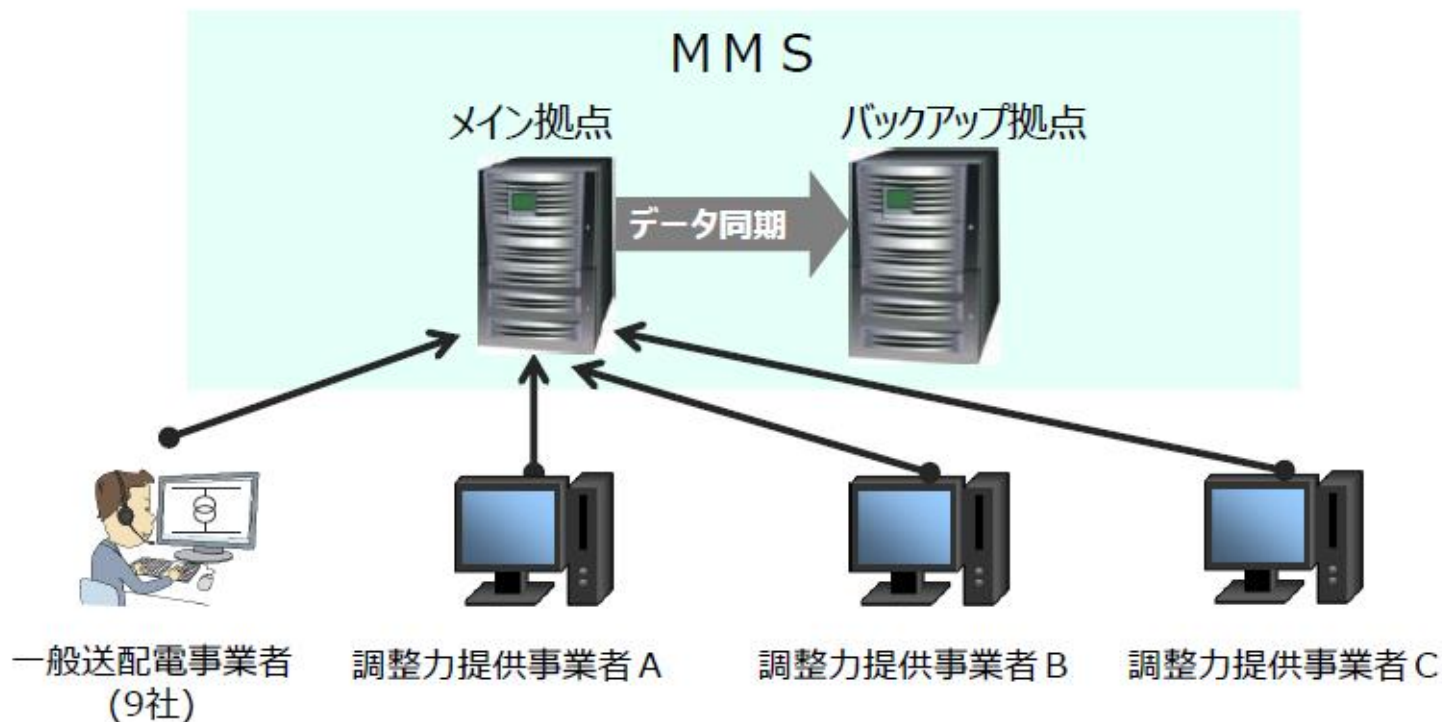 ＭＭＳ
メイン拠点
バックアップ拠点
データ同期
一般送配電事業者
(9社)
調整力提供事業者Ａ
調整力提供事業者Ｂ
調整力提供事業者Ｃ